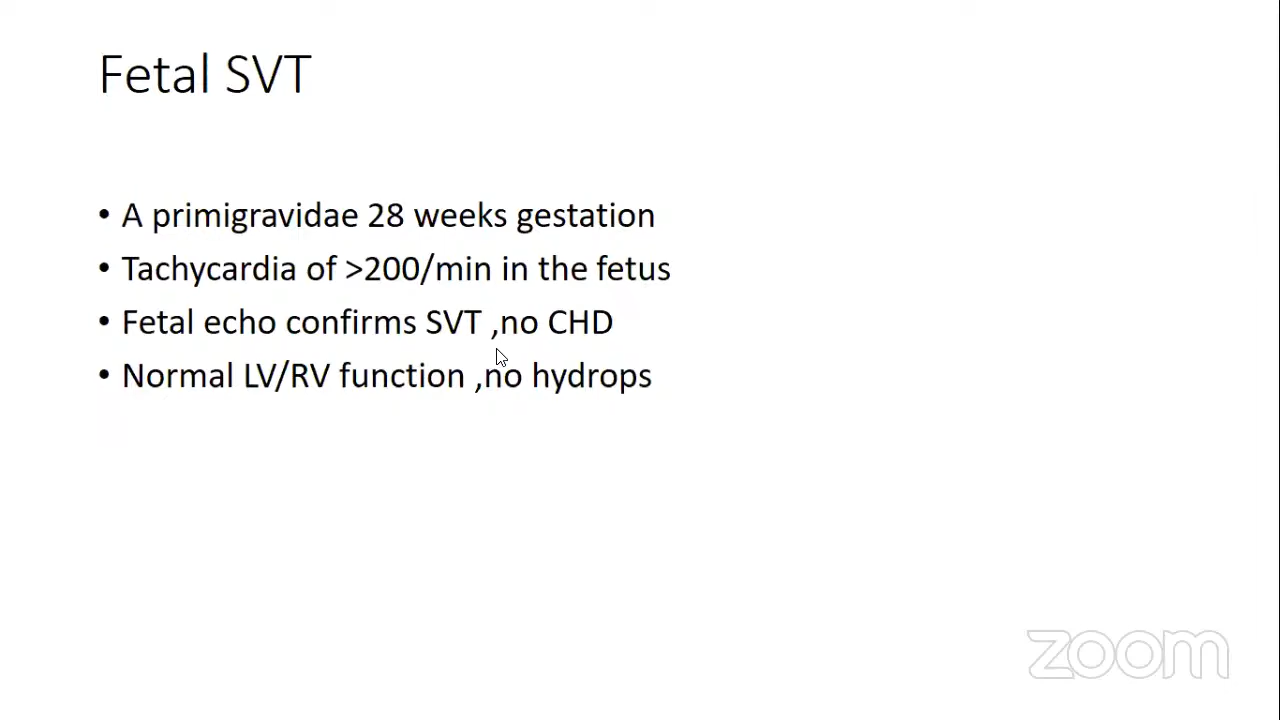 Fetal SVT
• A primigravidae 28 weeks gestation
• Tachycardia of >200/min in the fetus
• Fetal echo confirms SVT ,no CHD
• Normal LV/RV function ,no hydrops
zoom